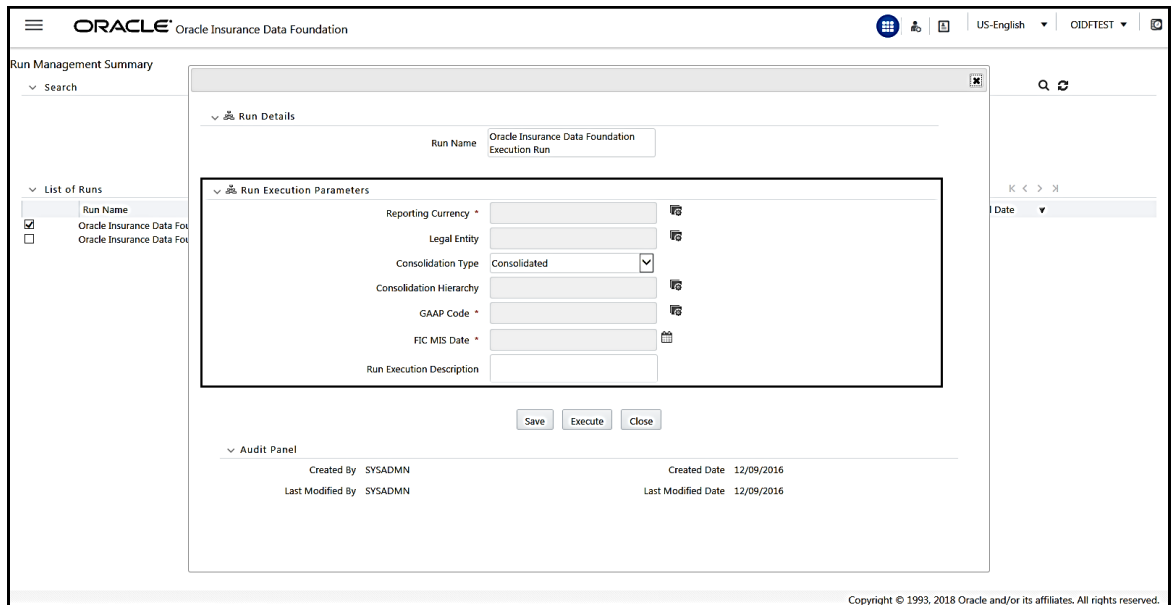 ORACLE® Oracle Insurance Data Foundation
US-English
OIDFTEST
Run Management Summary
Search
Run Details
Run Name
Oracle Insurance Data Foundation
Execution Run
List of Runs
Run Name
Date
Oracle Insurance Data Fou
Oracle Insurance Data Fou
Run Execution Parameters
Reporting Currency *
Legal Entity
Consolidation Type Consolidated
Consolidation Hierarchy
GAAP Code *
FIC MIS Date *
Run Execution Description
Save Execute Close
Audit Panel
Created By SYSADMN Created Date 12/09/2016
Last Modified By SYSADMN Last Modified Date 12/09/2016
Copyright © 1993, 2018 Oracle and/or its affiliates. All rights reserved.